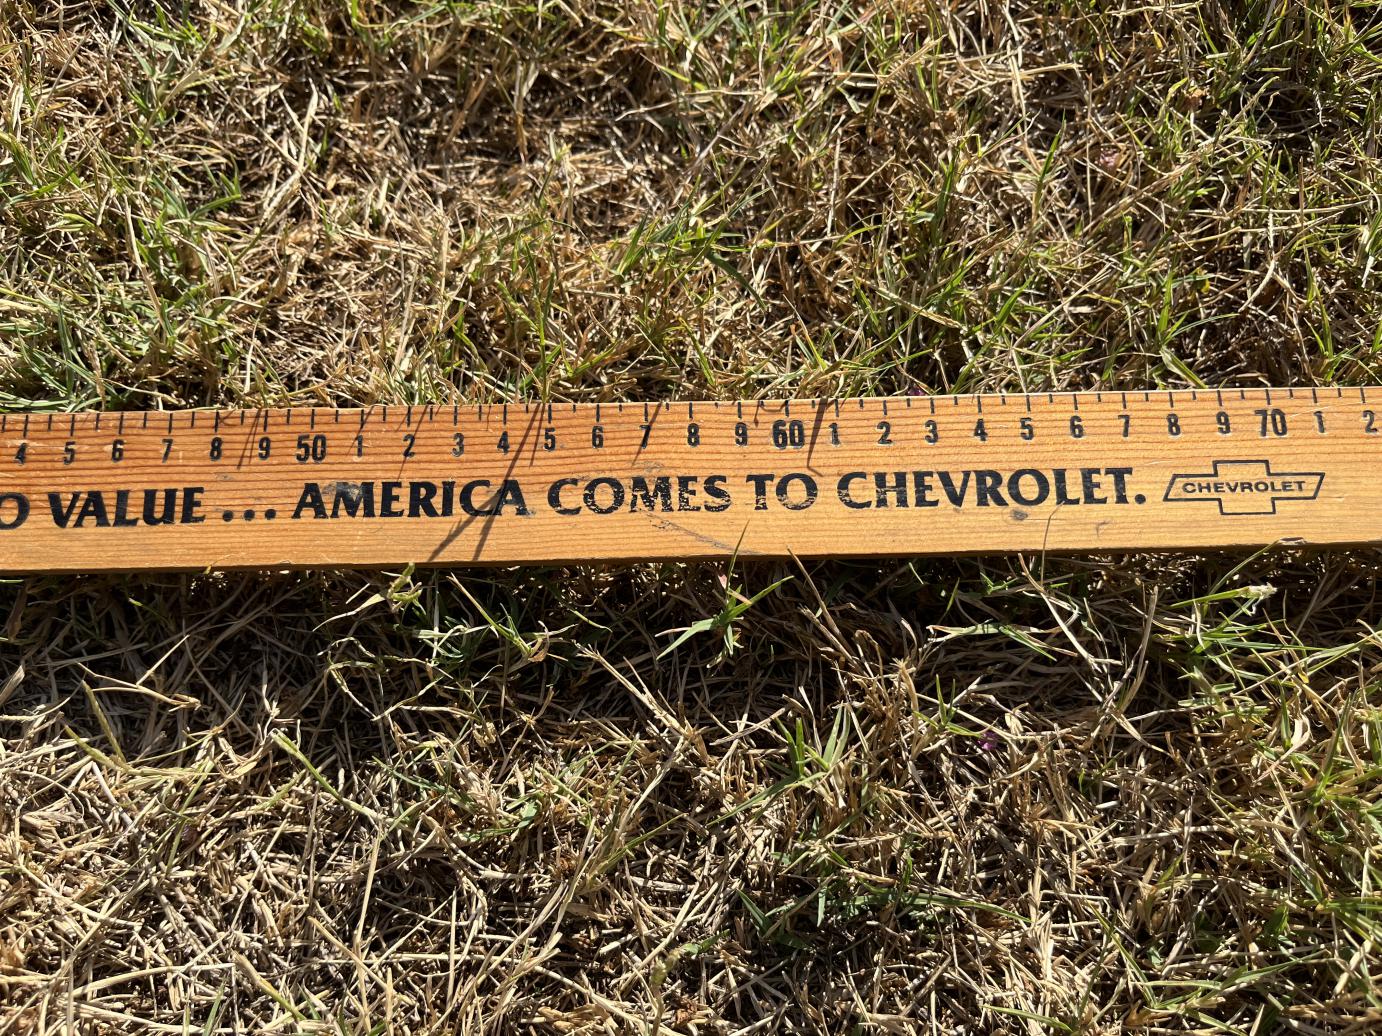 4 5 6 7 8 9 50 1 2 3 4 5 6 7 8 9 60 1 2 3 4 5 6 7 8 9 70 1 2
O VALUE... AMERICA COMES TO CHEVROLET. CHEVROLET